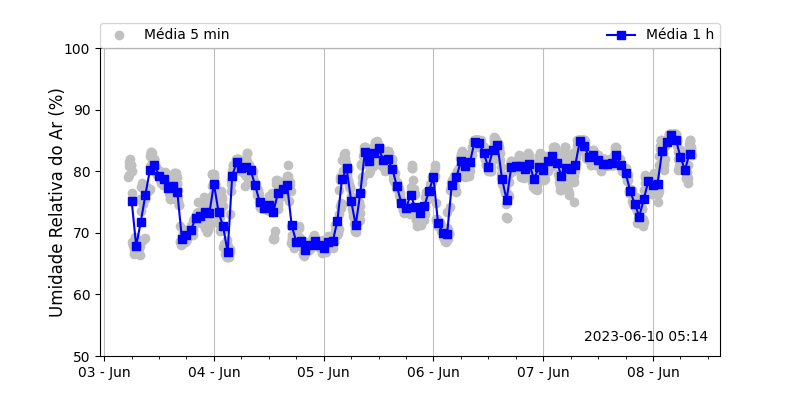 Média 5 min
Média 1 h
Umidade Relativa do Ar (%)
100
90
80
70
60
50
2023-06-10 05:14
03 - Jun
04 - Jun
05 - Jun
06 - Jun
07 - Jun
08 - Jun